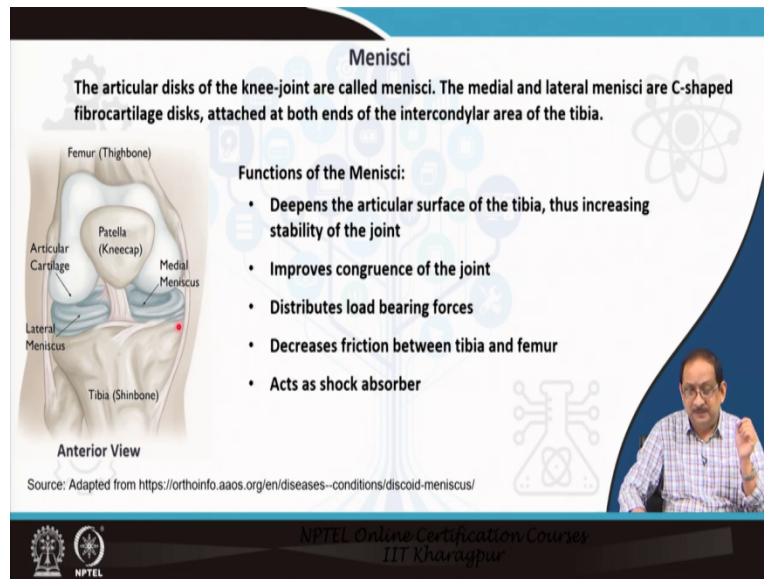 Menisci
The articular disks of the knee-joint are called menisci. The medial and lateral menisci are C-shaped
fibrocartilage disks, attached at both ends of the intercondylar area of the tibia.
Femur (Thighbone)
Patella
(Kneecap)
Articular
Cartilage
Medial
Meniscus
Lateral
Meniscus
Tibia (Shinbone)
Anterior View
Functions of the Menisci:
• Deepens the articular surface of the tibia, thus increasing
stability of the joint
• Improves congruence of the joint
• Distributes load bearing forces
• Decreases friction between tibia and femur
• Acts as shock absorber
Source: Adapted from https://orthoinfo.aaos.org/en/diseases--conditions/discoid-meniscus/
NPTEL Online Certification Courses
IIT Kharagpur
NPTEL